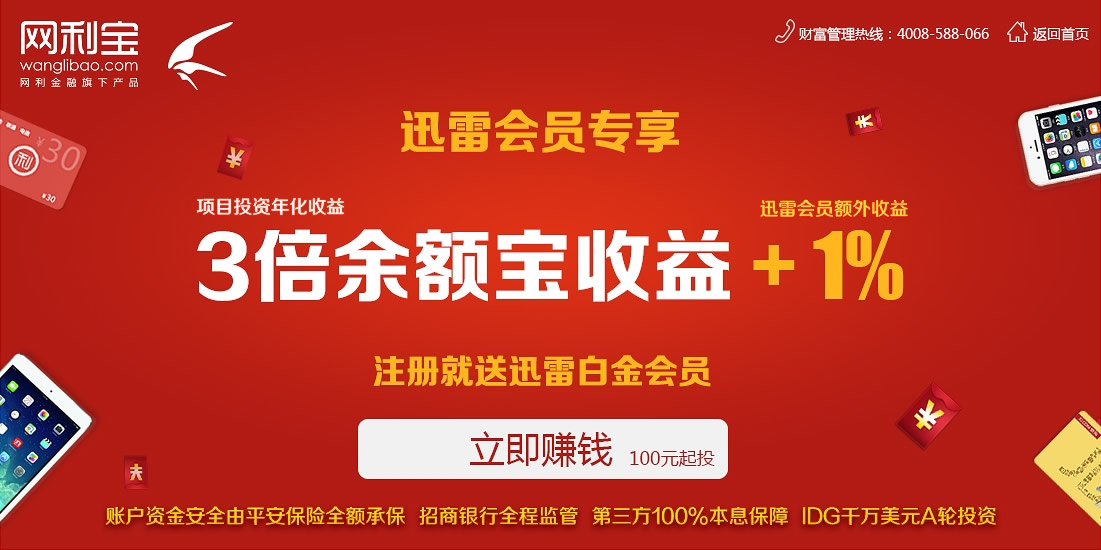 网利宝
wanglibao.com
网利金融旗下产品
财富管理热线：4008-588-066
返回首页
迅雷会员专享
30
利
¥30
项目投资年化收益
迅雷会员额外收益
3倍余额宝收益 + 1%
注册就送迅雷白金会员
立即赚钱 100元起投
账户资金安全由平安保险全额承保 招商银行全程监管 第三方100%本息保障 IDG千万美元A轮投资